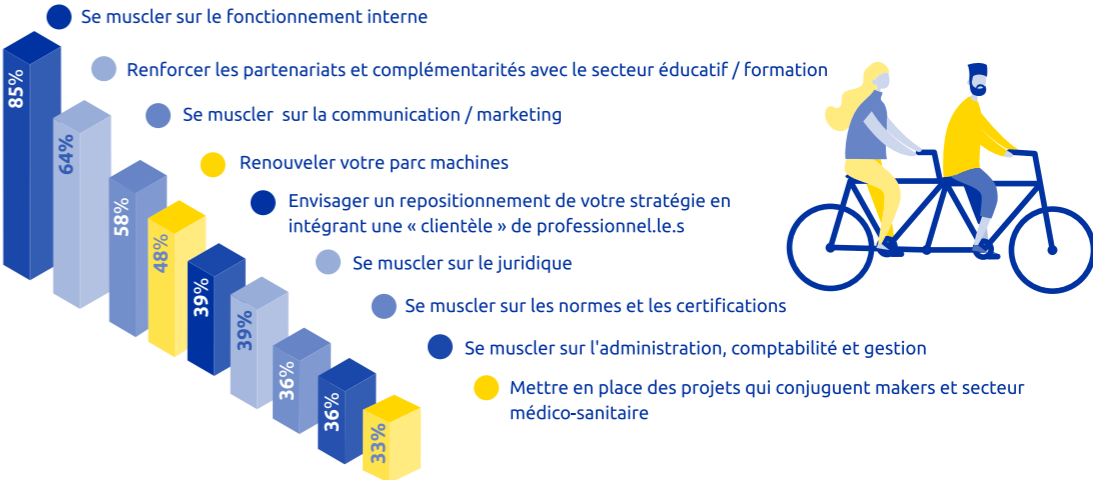 Se muscler sur le fonctionnement interne
85%
Renforcer les partenariats et complémentarités avec le secteur éducatif / formation
64%
Se muscler sur la communication / marketing
58%
Renouveler votre parc machines
48%
Envisager un repositionnement de votre stratégie en
intégrant une « clientèle » de professionnel.le.s
39%
Se muscler sur le juridique
39%
Se muscler sur les normes et les certifications
36%
Se muscler sur l'administration, comptabilité et gestion
36%
Mettre en place des projets qui conjuguent makers et secteur
médico-sanitaire
33%